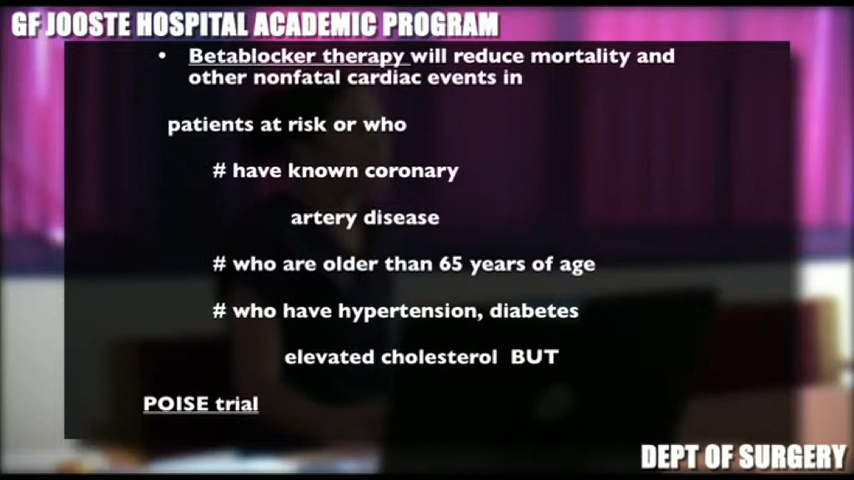 GF JOOSTE HOSPITAL ACADEMIC PROGRAM
• Betablocker therapy will reduce mortality and
other nonfatal cardiac events in
patients at risk or who
# have known coronary
artery disease
# who are older than 65 years of age
# who have hypertension, diabetes
elevated cholesterol BUT
POISE trial
DEPT OF SURGERY